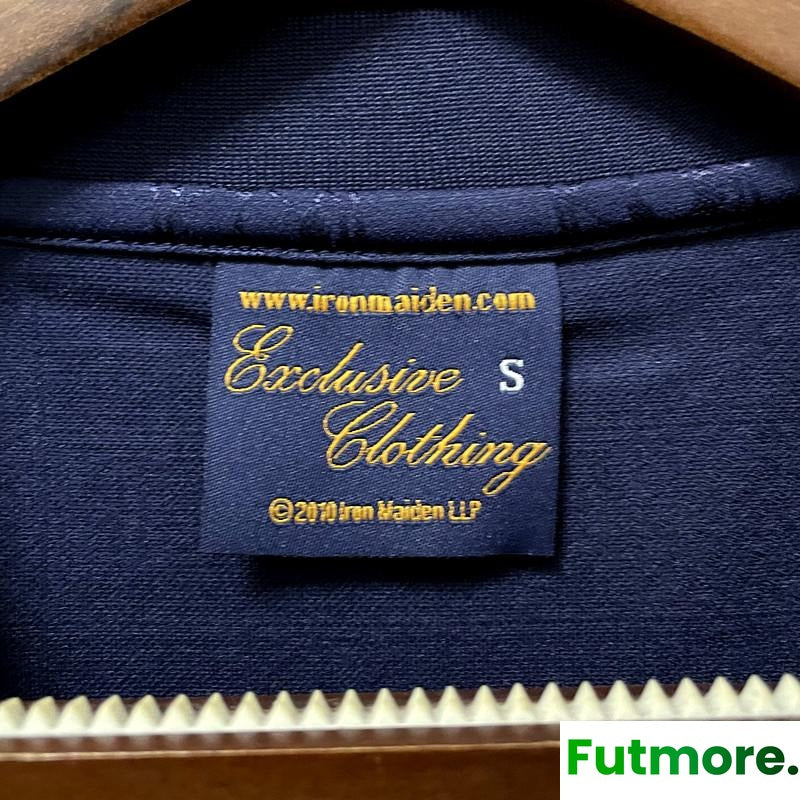 www.ironmaiden.com
Exclusive S
Clothing
©2010 Iron Maiden LLP
Futmore.